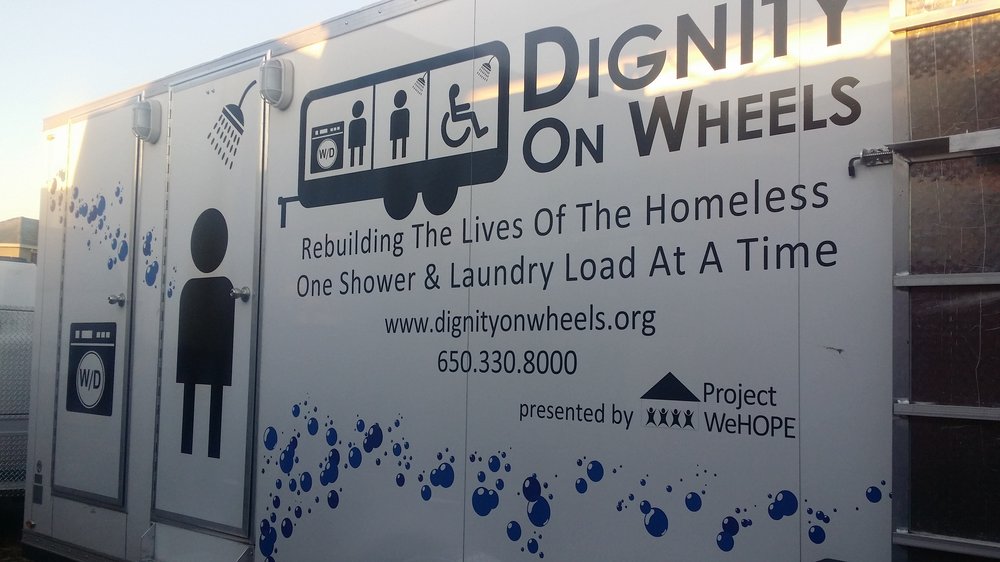 W/D
DIGNITY
ON WHEELS
Rebuilding The Lives Of The Homeless
One Shower & Laundry Load At A Time
www.dignityonwheels.org
650.330.8000
presented by
Project
WeHOPE
W/D